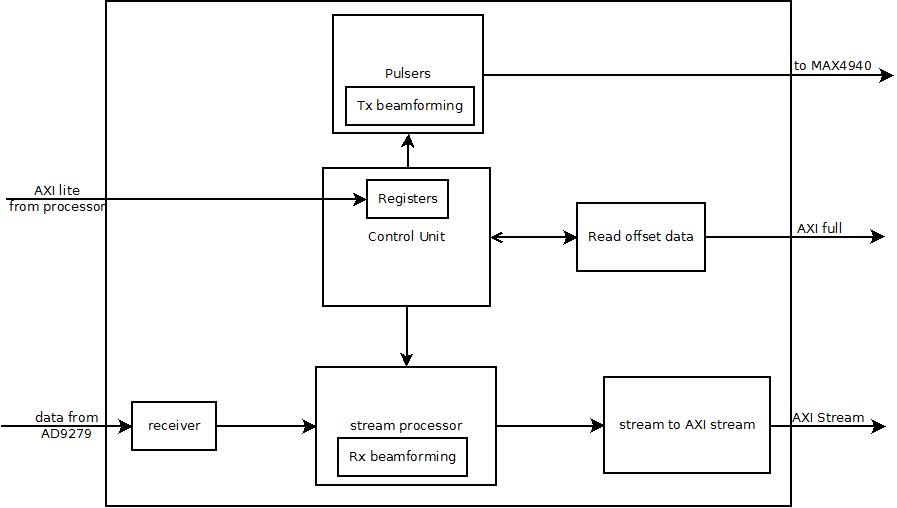 Pulsers
Tx beamforming
to MAX4940
AXI lite
from processor
Registers
Control Unit
Read offset data
AXI full
data from
AD9279
receiver
stream processor
Rx beamforming
stream to AXI stream
AXI Stream